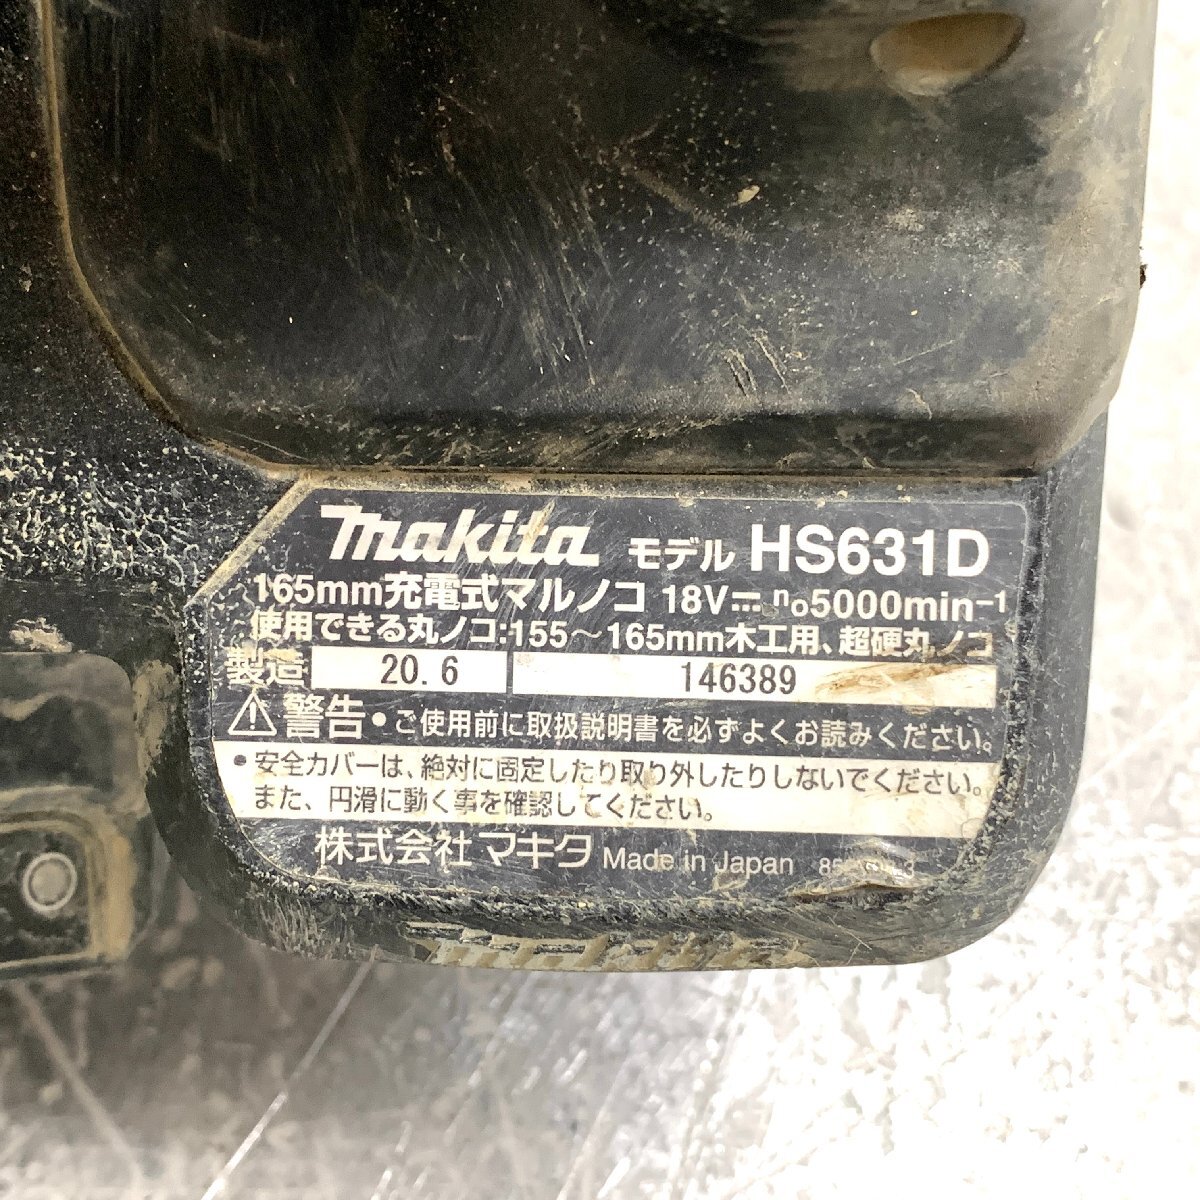 makita モデル HS631D
165mm充電式マルノコ 18V⎓ n₀5000min⁻¹
使用できる丸ノコ:155～165mm木工用、超硬丸ノコ
製造 20.6 146389
⚠警告 ・ご使用前に取扱説明書を必ずよくお読みください。
・安全カバーは、絶対に固定したり取り外したりしないでください。
また、円滑に動く事を確認してください。
株式会社 マキタ Made in Japan